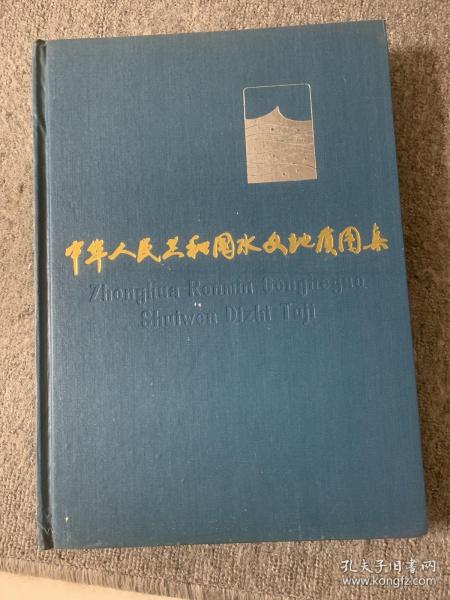 中华人民共和国水文地质图集
Zhonghua Renmin Gongheguo
Shuiwen Dizhi Tuji
孔夫子旧书网
www.kongfz.com